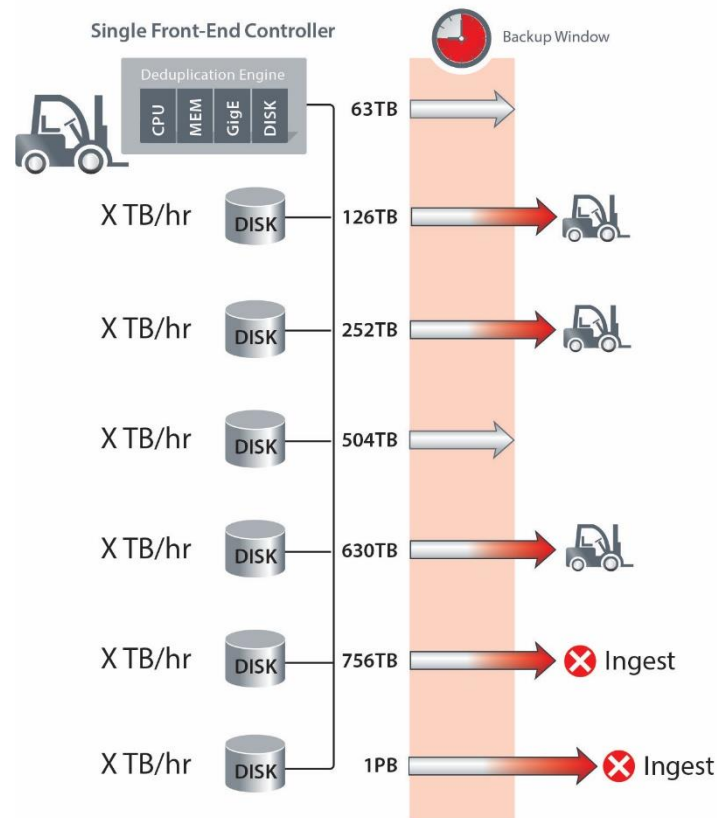 Single Front-End Controller
Backup Window
Deduplication Engine
CPU
MEM
GigE
DISK
63TB
X TB/hr
DISK
126TB
X TB/hr
DISK
252TB
X TB/hr
DISK
504TB
X TB/hr
DISK
630TB
X TB/hr
DISK
756TB
Ingest
X TB/hr
DISK
1PB
Ingest